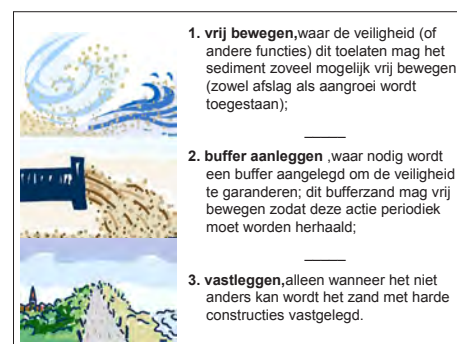 1. vrij bewegen,waar de veiligheid (of
andere functies) dit toelaten mag het
sediment zoveel mogelijk vrij bewegen
(zowel afslag als aangroei wordt
toegestaan);
2. buffer aanleggen ,waar nodig wordt
een buffer aangelegd om de veiligheid
te garanderen; dit bufferzand mag vrij
bewegen zodat deze actie periodiek
moet worden herhaald;
3. vastleggen,alleen wanneer het niet
anders kan wordt het zand met harde
constructies vastgelegd.